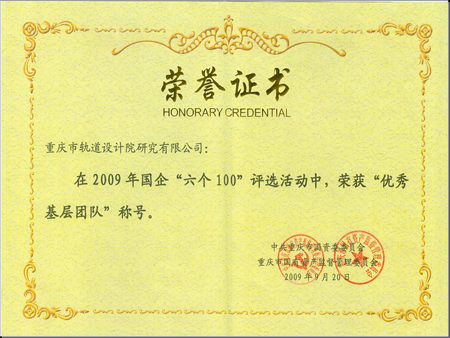 荣誉证书
HONORARY CREDENTIAL
重庆市轨道设计院研究有限公司：
在2009年国企“六个100”评选活动中，荣获“优秀
基层团队”称号。
中共重庆市国资委委员会
重庆市国有资产监督管理委员会
2009年9月20日